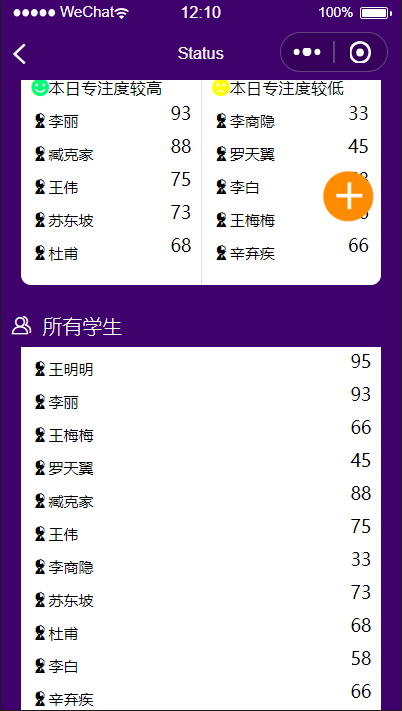 WeChat 12:10 100%
Status
本日专注度较高
李丽 93
臧克家 88
王伟 75
苏东坡 73
杜甫 68
本日专注度较低
李商隐 33
罗天翼 45
李白
王梅梅
辛弃疾 66
所有学生
王明明 95
李丽 93
王梅梅 66
罗天翼 45
臧克家 88
王伟 75
李商隐 33
苏东坡 73
杜甫 68
李白 58
辛弃疾 66